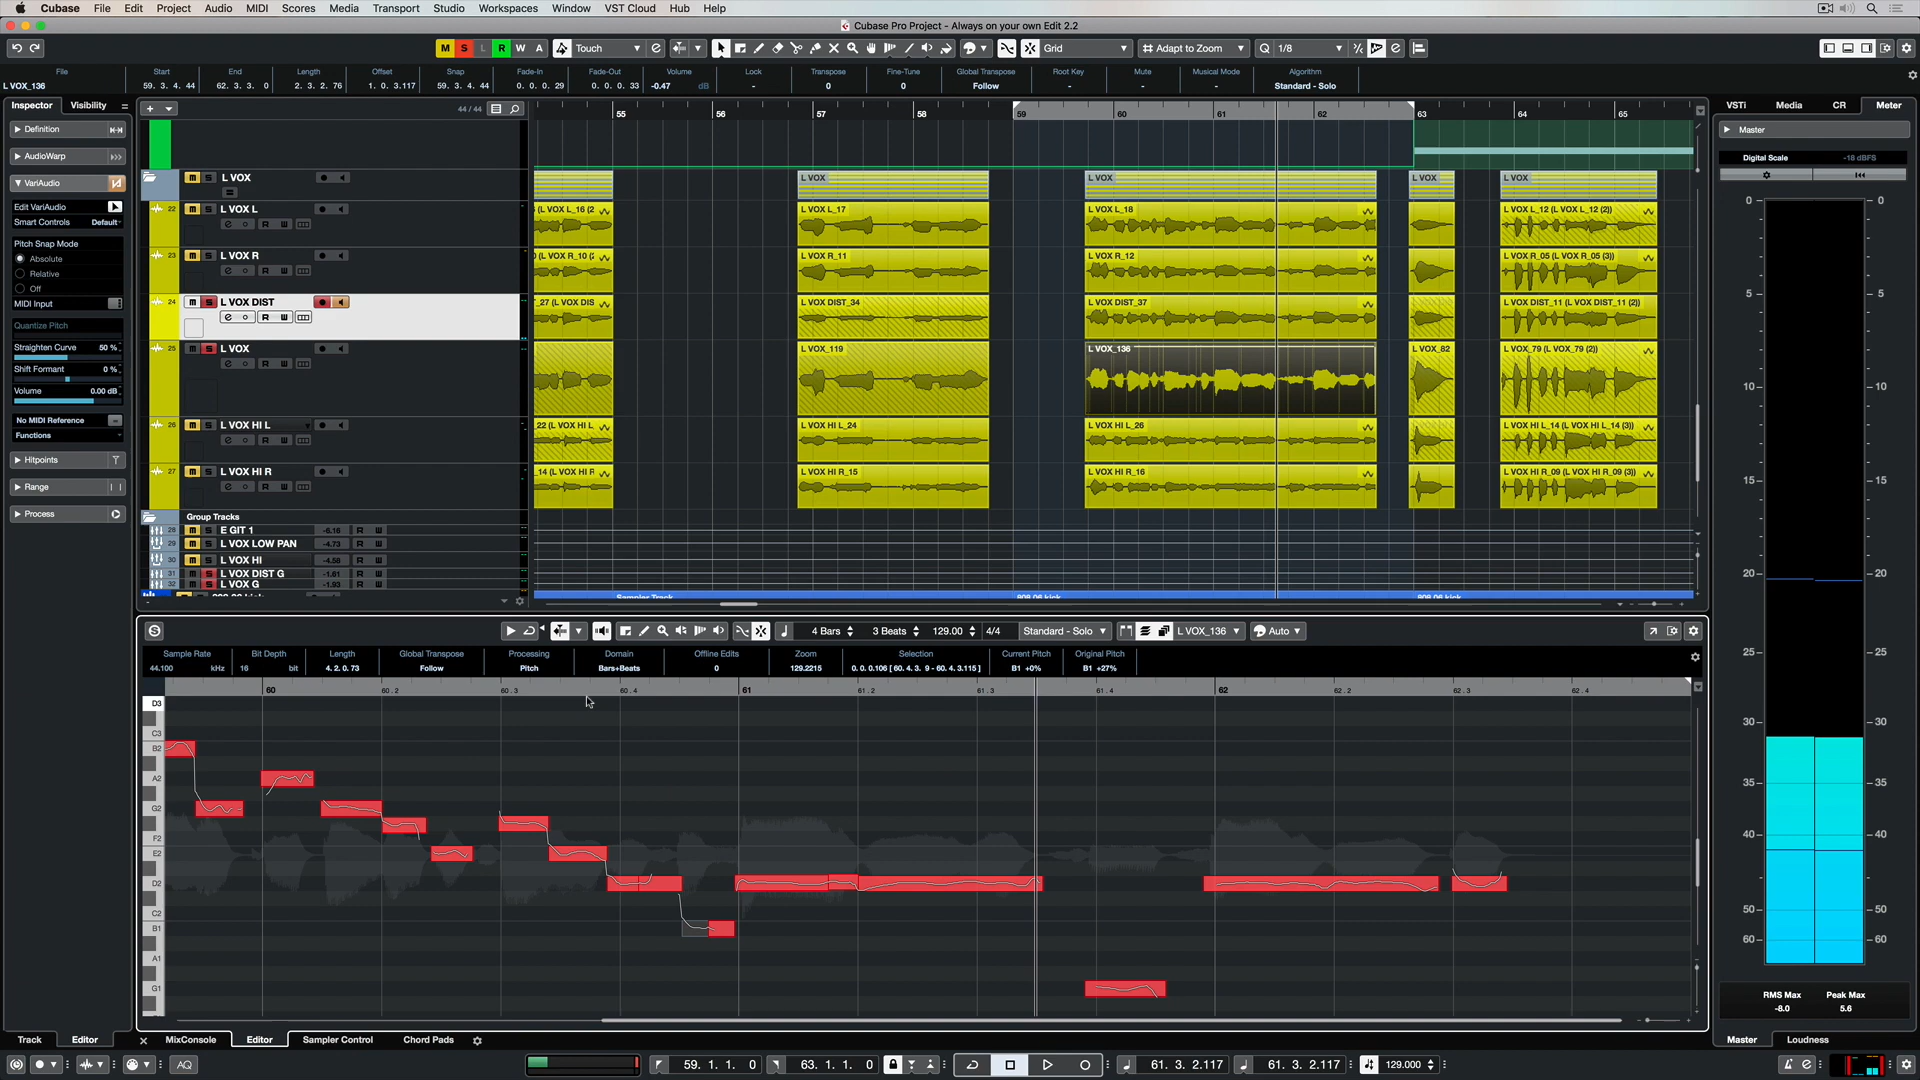 Cubase File Edit Project Audio MIDI Scores Media Transport Studio Workspaces Window VST Cloud Hub Help
Cubase Pro Project - Always on your own Edit 2.2
M S L R W A Touch Grid Adapt to Zoom Q 1/8
File Start End Length Offset Snap Fade-In Fade-Out Volume Lock Transpose Fine-Tune Global Transpose Root Key Mute Musical Mode Algorithm
L VOX_136 59. 3. 4. 44 62. 3. 3. 0 2. 3. 2. 76 1. 0. 3.117 59. 3. 4. 44 0. 0. 0. 29 0. 0. 0. 33 -0.47 dB - 0 0 Follow - - - Standard - Solo
Inspector Visibility
44 / 44
55 56 57 58 59 60 61 62 63 64 65
VSTi Media CR Meter
Definition
AudioWarp
VariAudio
Edit VariAudio
Smart Controls Default
Pitch Snap Mode
Absolute
Relative
Off
MIDI Input
Quantize Pitch
Straighten Curve 50 %
Shift Formant 0 %
Volume 0.00 dB
No MIDI Reference
Functions
Hitpoints
Range
Process
m S L VOX
22 m S L VOX L
R
23 m S L VOX R
R
24 m S L VOX DIST
R
25 m S L VOX
R
26 m S L VOX HI L
R
27 m S L VOX HI R
R
Group Tracks
28 m S E GIT 1 -6.16 R
29 m S L VOX LOW PAN -4.73 R
30 m S L VOX HI -4.58 R
31 m S L VOX DIST G -1.61 R
32 m S L VOX G -1.93 R
L VOX L VOX L VOX L VOX
(L VOX L_16 (2 L VOX L_17 L VOX L_18 L VOX L_12 (L VOX L_12 (2))
(L VOX R_10 (2 L VOX R_11 L VOX R_12 L VOX R_05 (L VOX R_05 (3))
_27 (L VOX DIS L VOX DIST_34 L VOX DIST_37 L VOX DIST_11 (L VOX DIST_11 (2))
L VOX_119 L VOX_136 L VOX_82 L VOX_79 (L VOX_79 (2))
_22 (L VOX HI L L VOX HI L_24 L VOX HI L_26 L VOX HI L_14 (L VOX HI L_14 (3))
_14 (L VOX HI R L VOX HI R_15 L VOX HI R_16 L VOX HI R_09 (L VOX HI R_09 (3))
Sampler Track 808 06 kick 808 06 kick
Master
Digital Scale -18 dBFS
0 0
5 5
10 10
15 15
20 20
25 25
30 30
35 35
40 40
50 50
60 60
RMS Max Peak Max
-8.0 5.6
Master Loudness
4 Bars 3 Beats 129.00 4/4 Standard - Solo L VOX_136 Auto
Sample Rate Bit Depth Length Global Transpose Processing Domain Offline Edits Zoom Selection Current Pitch Original Pitch
44.100 kHz 16 bit 4. 2. 0. 73 Follow Pitch Bars+Beats 0 129.2215 0. 0. 0.106 [ 60. 4. 3. 9 - 60. 4. 3.115 ] B1 +0% B1 +27%
60 60.2 60.3 60.4 61 61.2 61.3 61.4 62 62.2 62.3 62.4
D3
C3
B2
A2
G2
F2
E2
D2
C2
B1
A1
G1
Track Editor MixConsole Editor Sampler Control Chord Pads
AQ 59. 1. 1. 0 63. 1. 1. 0 61. 3. 2.117 61. 3. 2.117 129.000